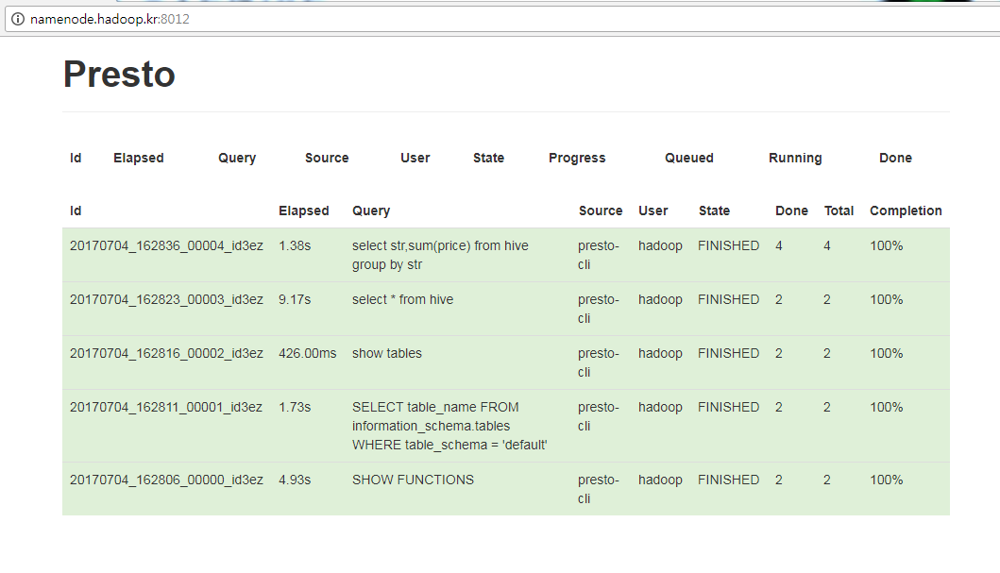 namenode.hadoop.kr:8012
Presto
Id Elapsed Query Source User State Progress Queued Running Done
Id Elapsed Query Source User State Done Total Completion
20170704_162836_00004_id3ez 1.38s select str,sum(price) from hive presto- hadoop FINISHED 4 4 100%
group by str cli
20170704_162823_00003_id3ez 9.17s select * from hive presto- hadoop FINISHED 2 2 100%
cli
20170704_162816_00002_id3ez 426.00ms show tables presto- hadoop FINISHED 2 2 100%
cli
20170704_162811_00001_id3ez 1.73s SELECT table_name FROM presto- hadoop FINISHED 2 2 100%
information_schema.tables cli
WHERE table_schema = 'default'
20170704_162806_00000_id3ez 4.93s SHOW FUNCTIONS presto- hadoop FINISHED 2 2 100%
cli